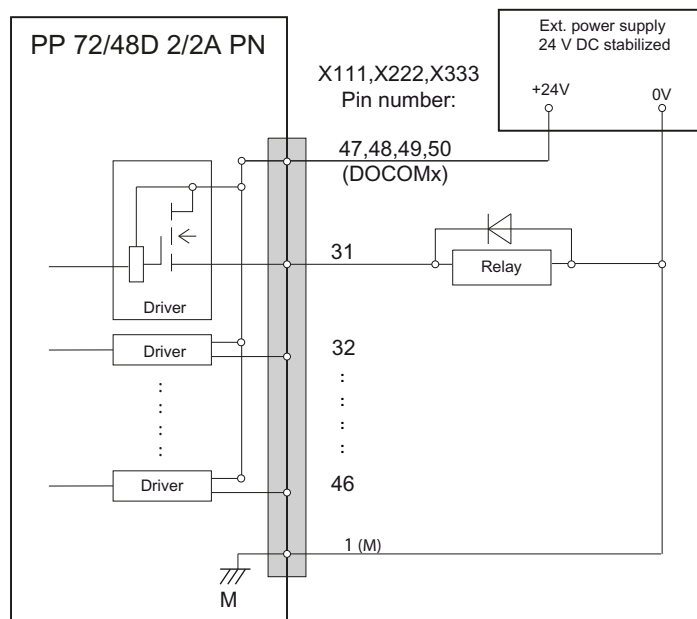 PP 72/48D 2/2A PN
Ext. power supply
24 V DC stabilized
+24V
0V
X111,X222,X333
Pin number:
47,48,49,50
(DOCOMx)
31
Relay
Driver
Driver
32
Driver
46
1 (M)
M